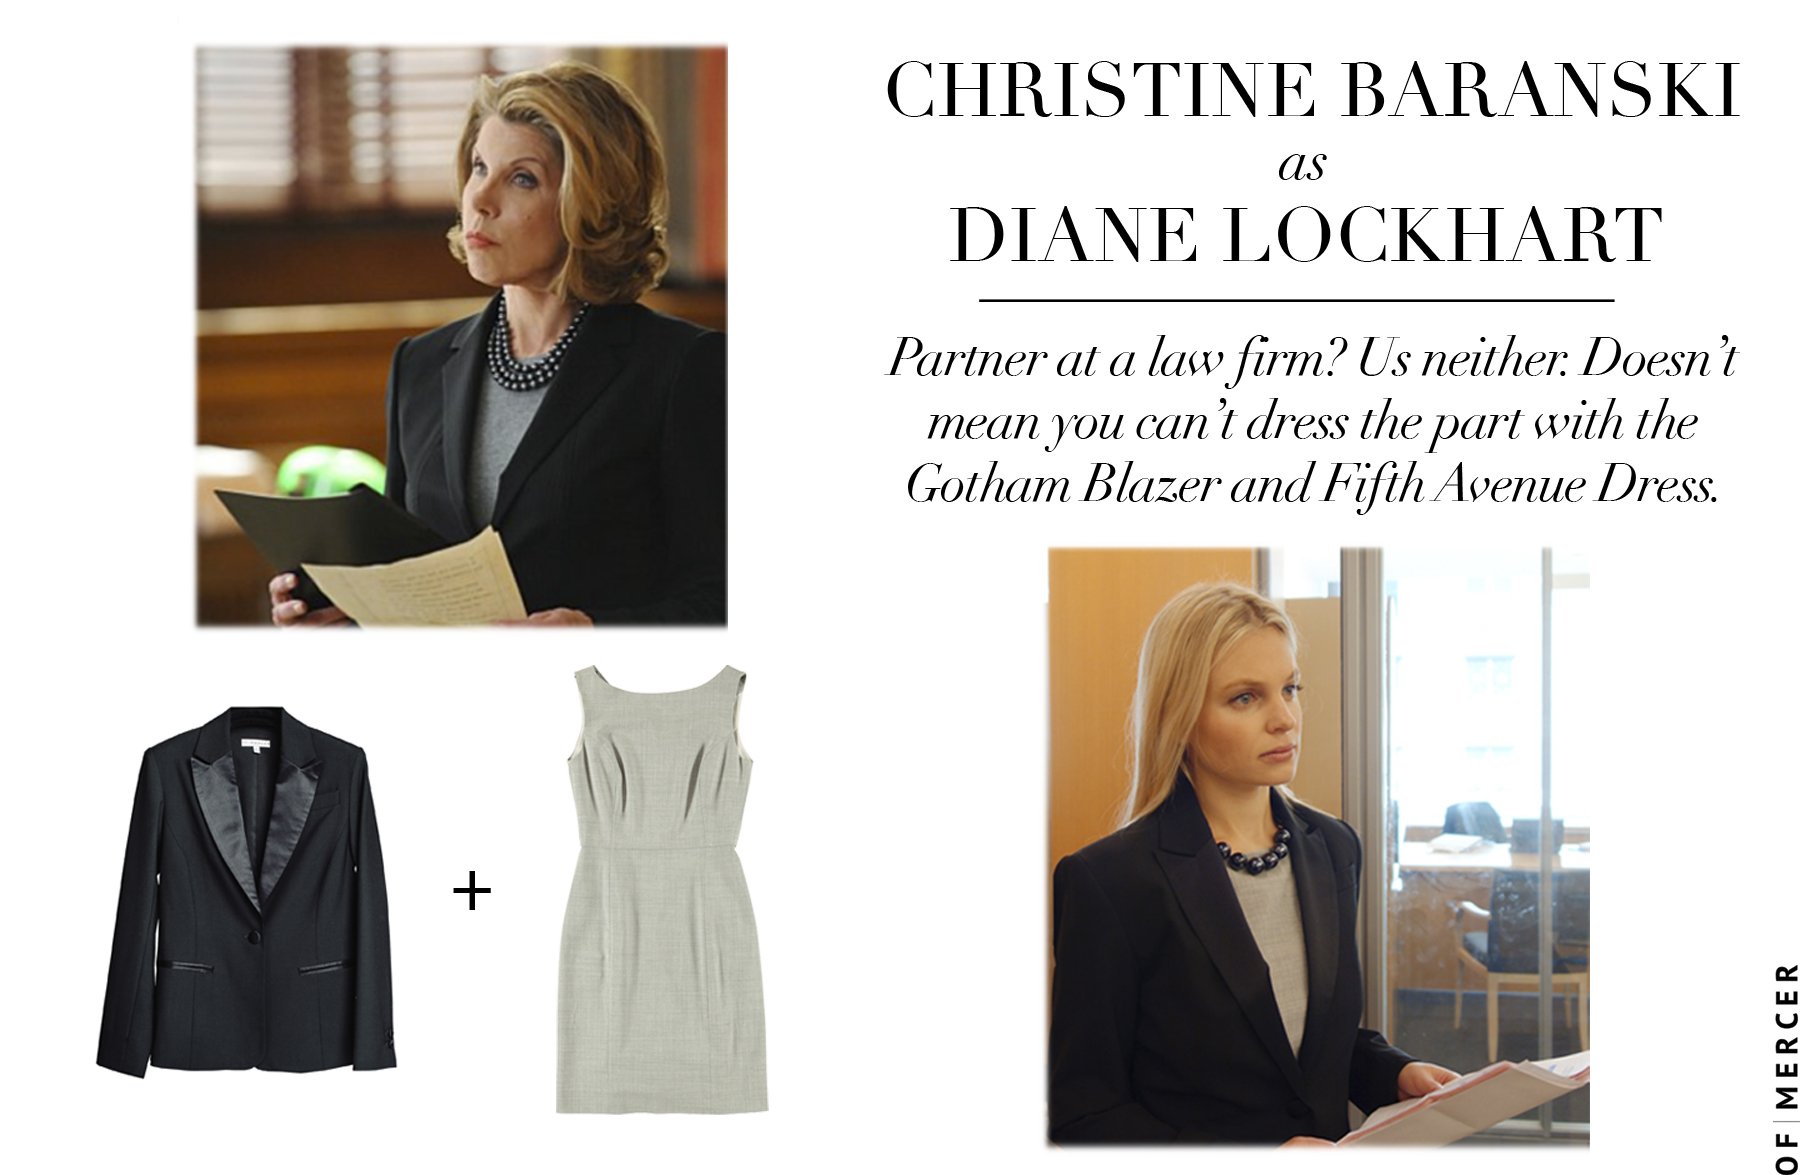 CHRISTINE BARANSKI
as
DIANE LOCKHART
Partner at a law firm? Us neither. Doesn't
mean you can't dress the part with the
Gotham Blazer and Fifth Avenue Dress.
+
OF | MERCER